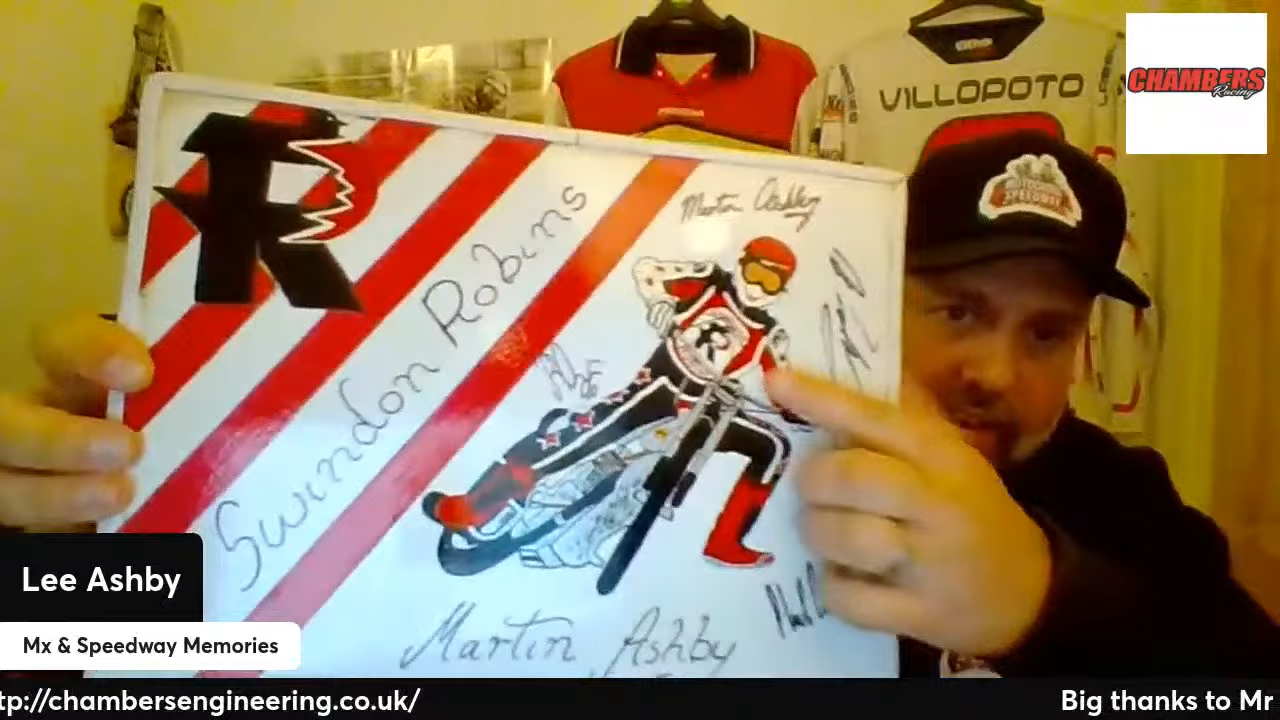 CHAMBERS
Racing
VILLOPOTO
Martin Ashby
Swindon Robins
R
Martin Ashby
Lee Ashby
Mx & Speedway Memories
tp://chambersengineering.co.uk/
Big thanks to Mr